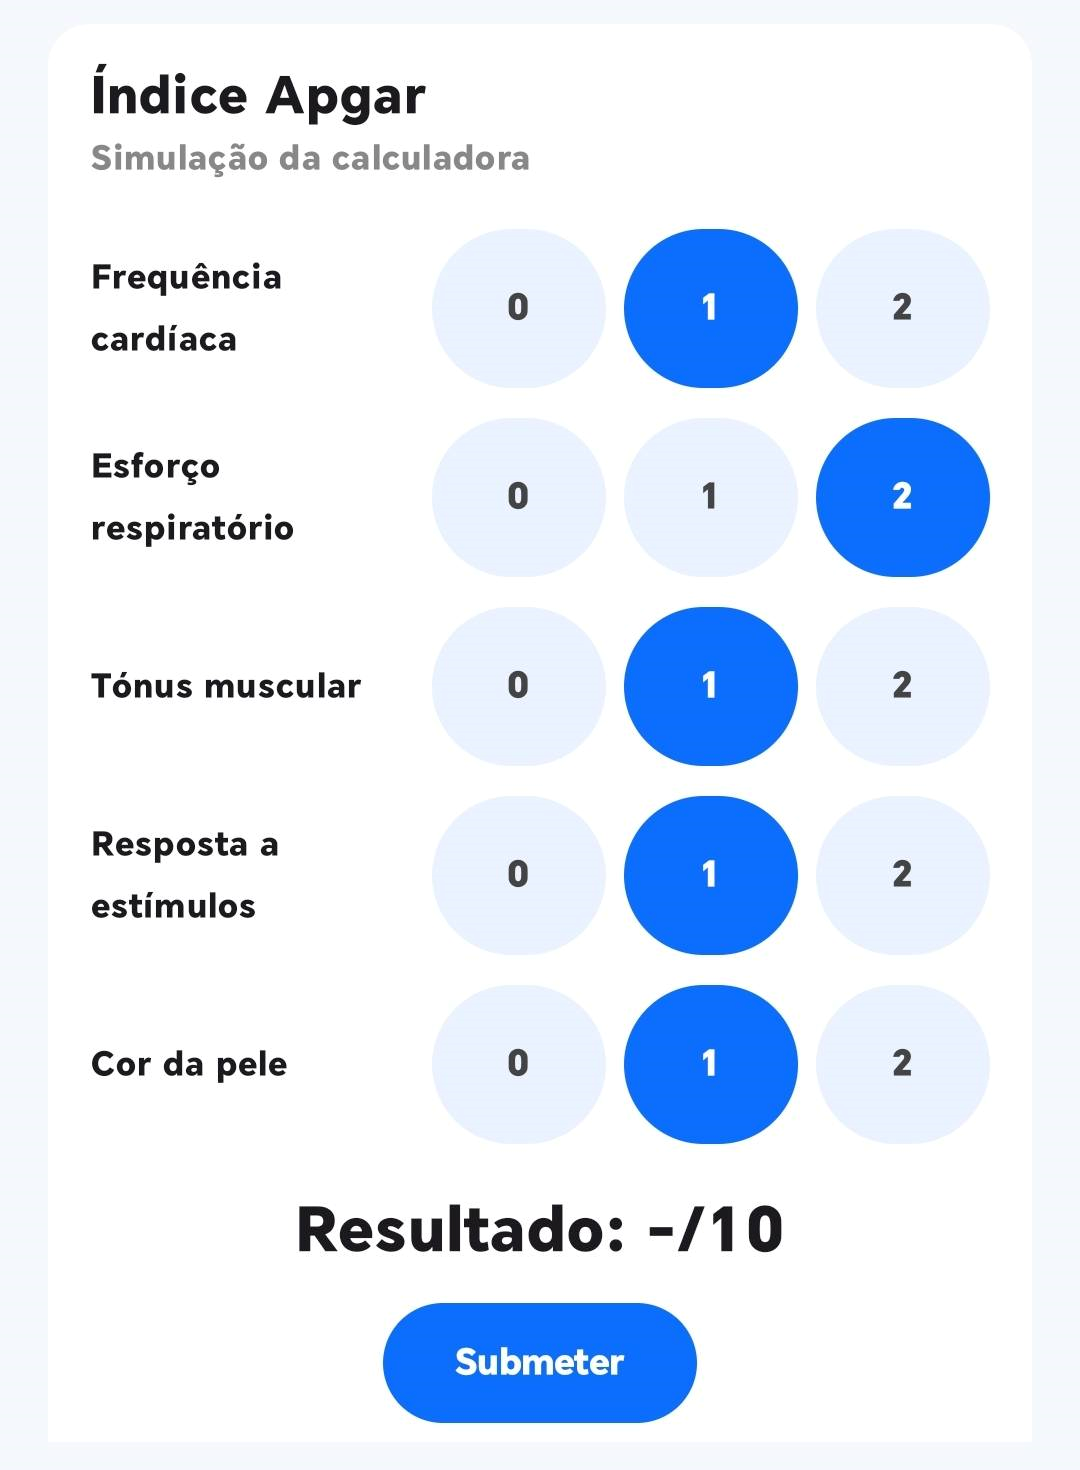 Índice Apgar
Simulação da calculadora
Frequência
cardíaca
0 1 2
Esforço
respiratório
0 1 2
Tónus muscular 0 1 2
Resposta a
estímulos
0 1 2
Cor da pele 0 1 2
Resultado: -/10
Submeter